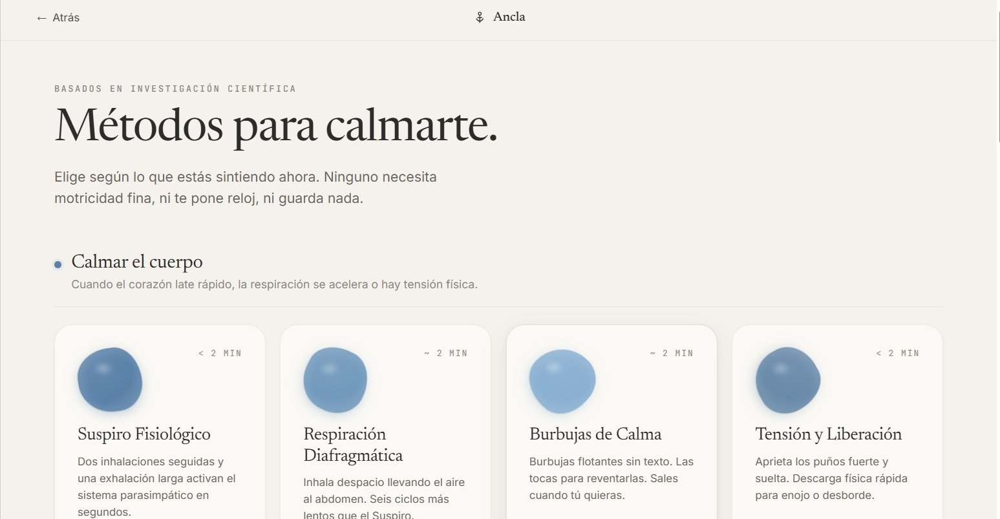 ← Atrás
Ancla
BASADOS EN INVESTIGACIÓN CIENTÍFICA
Métodos para calmarte.
Elige según lo que estás sintiendo ahora. Ninguno necesita
motricidad fina, ni te pone reloj, ni guarda nada.
Calmar el cuerpo
Cuando el corazón late rápido, la respiración se acelera o hay tensión física.
< 2 MIN
Suspiro Fisiológico
Dos inhalaciones seguidas y
una exhalación larga activan el
sistema parasimpático en
segundos.
~ 2 MIN
Respiración
Diafragmática
Inhala despacio llevando el aire
al abdomen. Seis ciclos más
lentos que el Suspiro.
~ 2 MIN
Burbujas de Calma
Burbujas flotantes sin texto. Las
tocas para reventarlas. Sales
cuando tú quieras.
< 2 MIN
Tensión y Liberación
Aprieta los puños fuerte y
suelta. Descarga física rápida
para enojo o desborde.